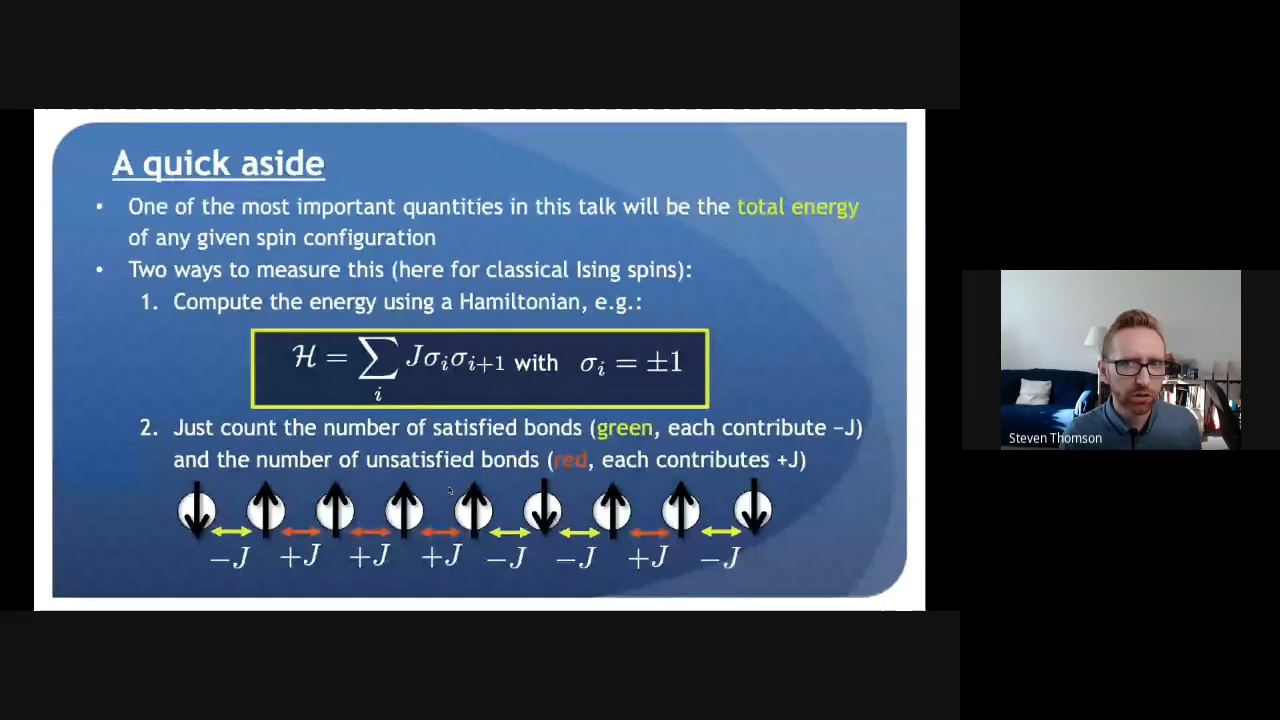 A quick aside
• One of the most important quantities in this talk will be the total energy
of any given spin configuration
• Two ways to measure this (here for classical Ising spins):
1. Compute the energy using a Hamiltonian, e.g.:
ℋ = ∑ᵢ Jσᵢσᵢ₊₁ with σᵢ = ±1
2. Just count the number of satisfied bonds (green, each contribute −J)
and the number of unsatisfied bonds (red, each contributes +J)
−J +J +J +J −J −J +J −J
Steven Thomson